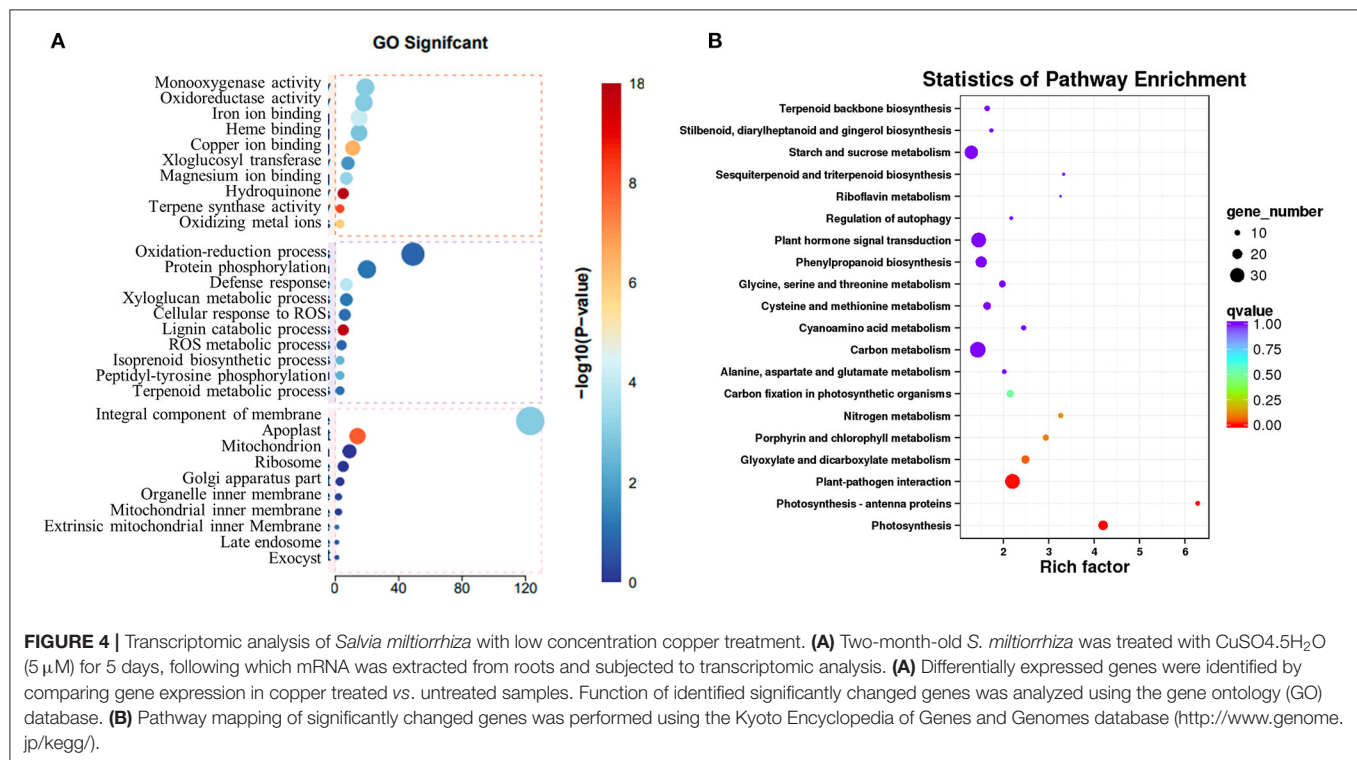 A
GO Signifcant
Monooxygenase activity
Oxidoreductase activity
Iron ion binding
Heme binding
Copper ion binding
Xloglucosyl transferase
Magnesium ion binding
Hydroquinone
Terpene synthase activity
Oxidizing metal ions
Oxidation-reduction process
Protein phosphorylation
Defense response
Xyloglucan metabolic process
Cellular response to ROS
Lignin catabolic process
ROS metabolic process
Isoprenoid biosynthetic process
Peptidyl-tyrosine phosphorylation
Terpenoid metabolic process
Integral component of membrane
Apoplast
Mitochondrion
Ribosome
Golgi apparatus part
Organelle inner membrane
Mitochondrial inner membrane
Extrinsic mitochondrial inner Membrane
Late endosome
Exocyst
0 40 80 120
18
8
6
4
2
0
-log10(P-value)
B
Statistics of Pathway Enrichment
Terpenoid backbone biosynthesis
Stilbenoid, diarylheptanoid and gingerol biosynthesis
Starch and sucrose metabolism
Sesquiterpenoid and triterpenoid biosynthesis
Riboflavin metabolism
Regulation of autophagy
Plant hormone signal transduction
Phenylpropanoid biosynthesis
Glycine, serine and threonine metabolism
Cysteine and methionine metabolism
Cyanoamino acid metabolism
Carbon metabolism
Alanine, aspartate and glutamate metabolism
Carbon fixation in photosynthetic organisms
Nitrogen metabolism
Porphyrin and chlorophyll metabolism
Glyoxylate and dicarboxylate metabolism
Plant-pathogen interaction
Photosynthesis - antenna proteins
Photosynthesis
2 3 4 5 6
Rich factor
gene_number
10
20
30
qvalue
1.00
0.75
0.50
0.25
0.00
FIGURE 4 | Transcriptomic analysis of Salvia miltiorrhiza with low concentration copper treatment. (A) Two-month-old S. miltiorrhiza was treated with CuSO4.5H₂O
(5 μM) for 5 days, following which mRNA was extracted from roots and subjected to transcriptomic analysis. (A) Differentially expressed genes were identified by
comparing gene expression in copper treated vs. untreated samples. Function of identified significantly changed genes was analyzed using the gene ontology (GO)
database. (B) Pathway mapping of significantly changed genes was performed using the Kyoto Encyclopedia of Genes and Genomes database (http://www.genome.
jp/kegg/).